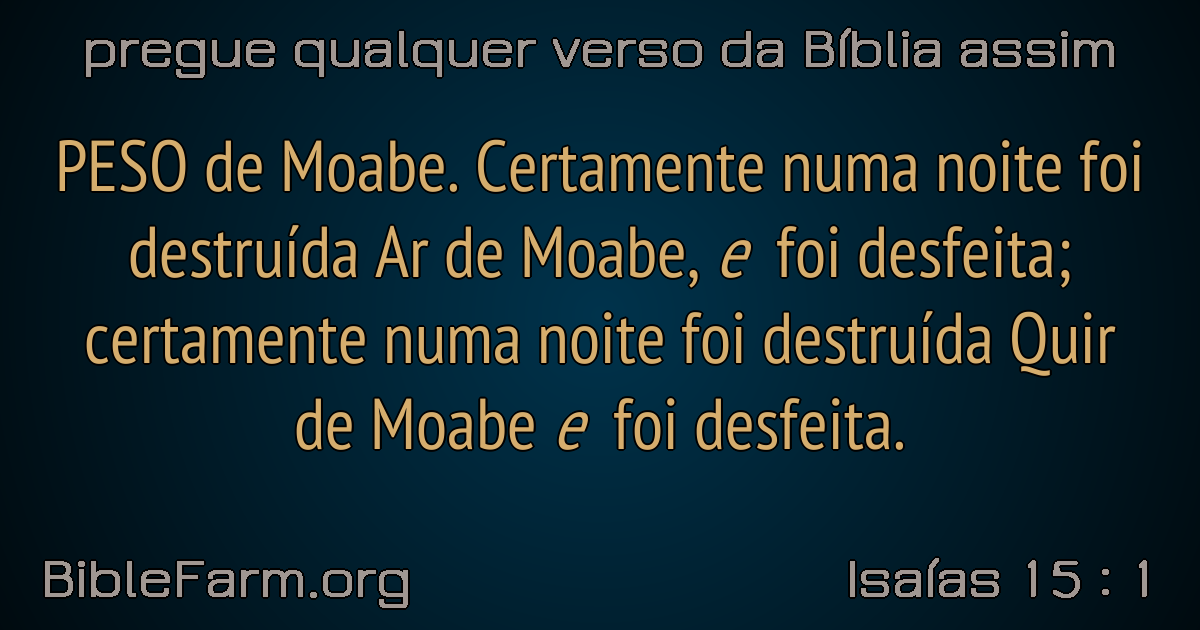 pregue qualquer verso da Bíblia assim
PESO de Moabe. Certamente numa noite foi
destruída Ar de Moabe, e foi desfeita;
certamente numa noite foi destruída Quir
de Moabe e foi desfeita.
BibleFarm.org
Isaías 15 : 1